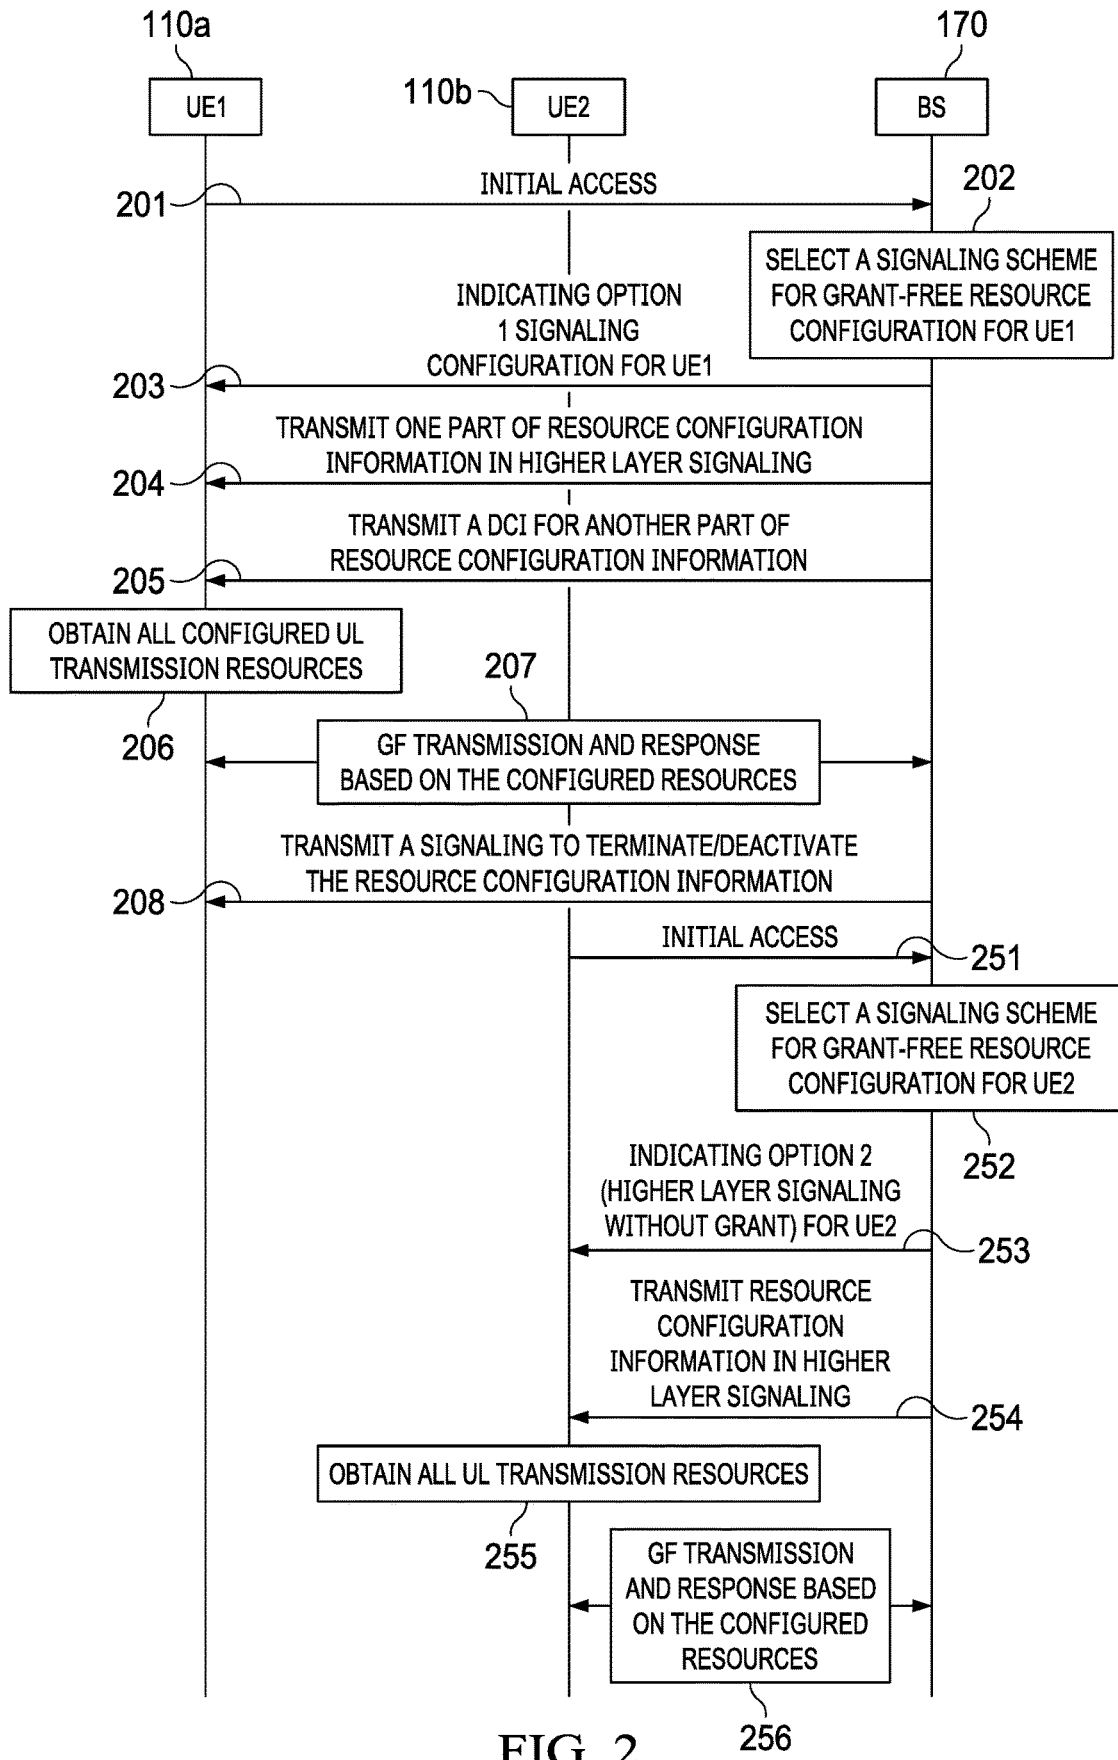 110a
170
UE1
110b
UE2
BS
INITIAL ACCESS
201
202
SELECT A SIGNALING SCHEME
FOR GRANT-FREE RESOURCE
CONFIGURATION FOR UE1
INDICATING OPTION
1 SIGNALING
CONFIGURATION FOR UE1
203
TRANSMIT ONE PART OF RESOURCE CONFIGURATION
INFORMATION IN HIGHER LAYER SIGNALING
204
TRANSMIT A DCI FOR ANOTHER PART OF
RESOURCE CONFIGURATION INFORMATION
205
OBTAIN ALL CONFIGURED UL
TRANSMISSION RESOURCES
206
207
GF TRANSMISSION AND RESPONSE
BASED ON THE CONFIGURED RESOURCES
TRANSMIT A SIGNALING TO TERMINATE/DEACTIVATE
THE RESOURCE CONFIGURATION INFORMATION
208
INITIAL ACCESS
251
SELECT A SIGNALING SCHEME
FOR GRANT-FREE RESOURCE
CONFIGURATION FOR UE2
252
INDICATING OPTION 2
(HIGHER LAYER SIGNALING
WITHOUT GRANT) FOR UE2
253
TRANSMIT RESOURCE
CONFIGURATION
INFORMATION IN HIGHER
LAYER SIGNALING
254
OBTAIN ALL UL TRANSMISSION RESOURCES
255
GF TRANSMISSION
AND RESPONSE BASED
ON THE CONFIGURED
RESOURCES
256
FIG. 2